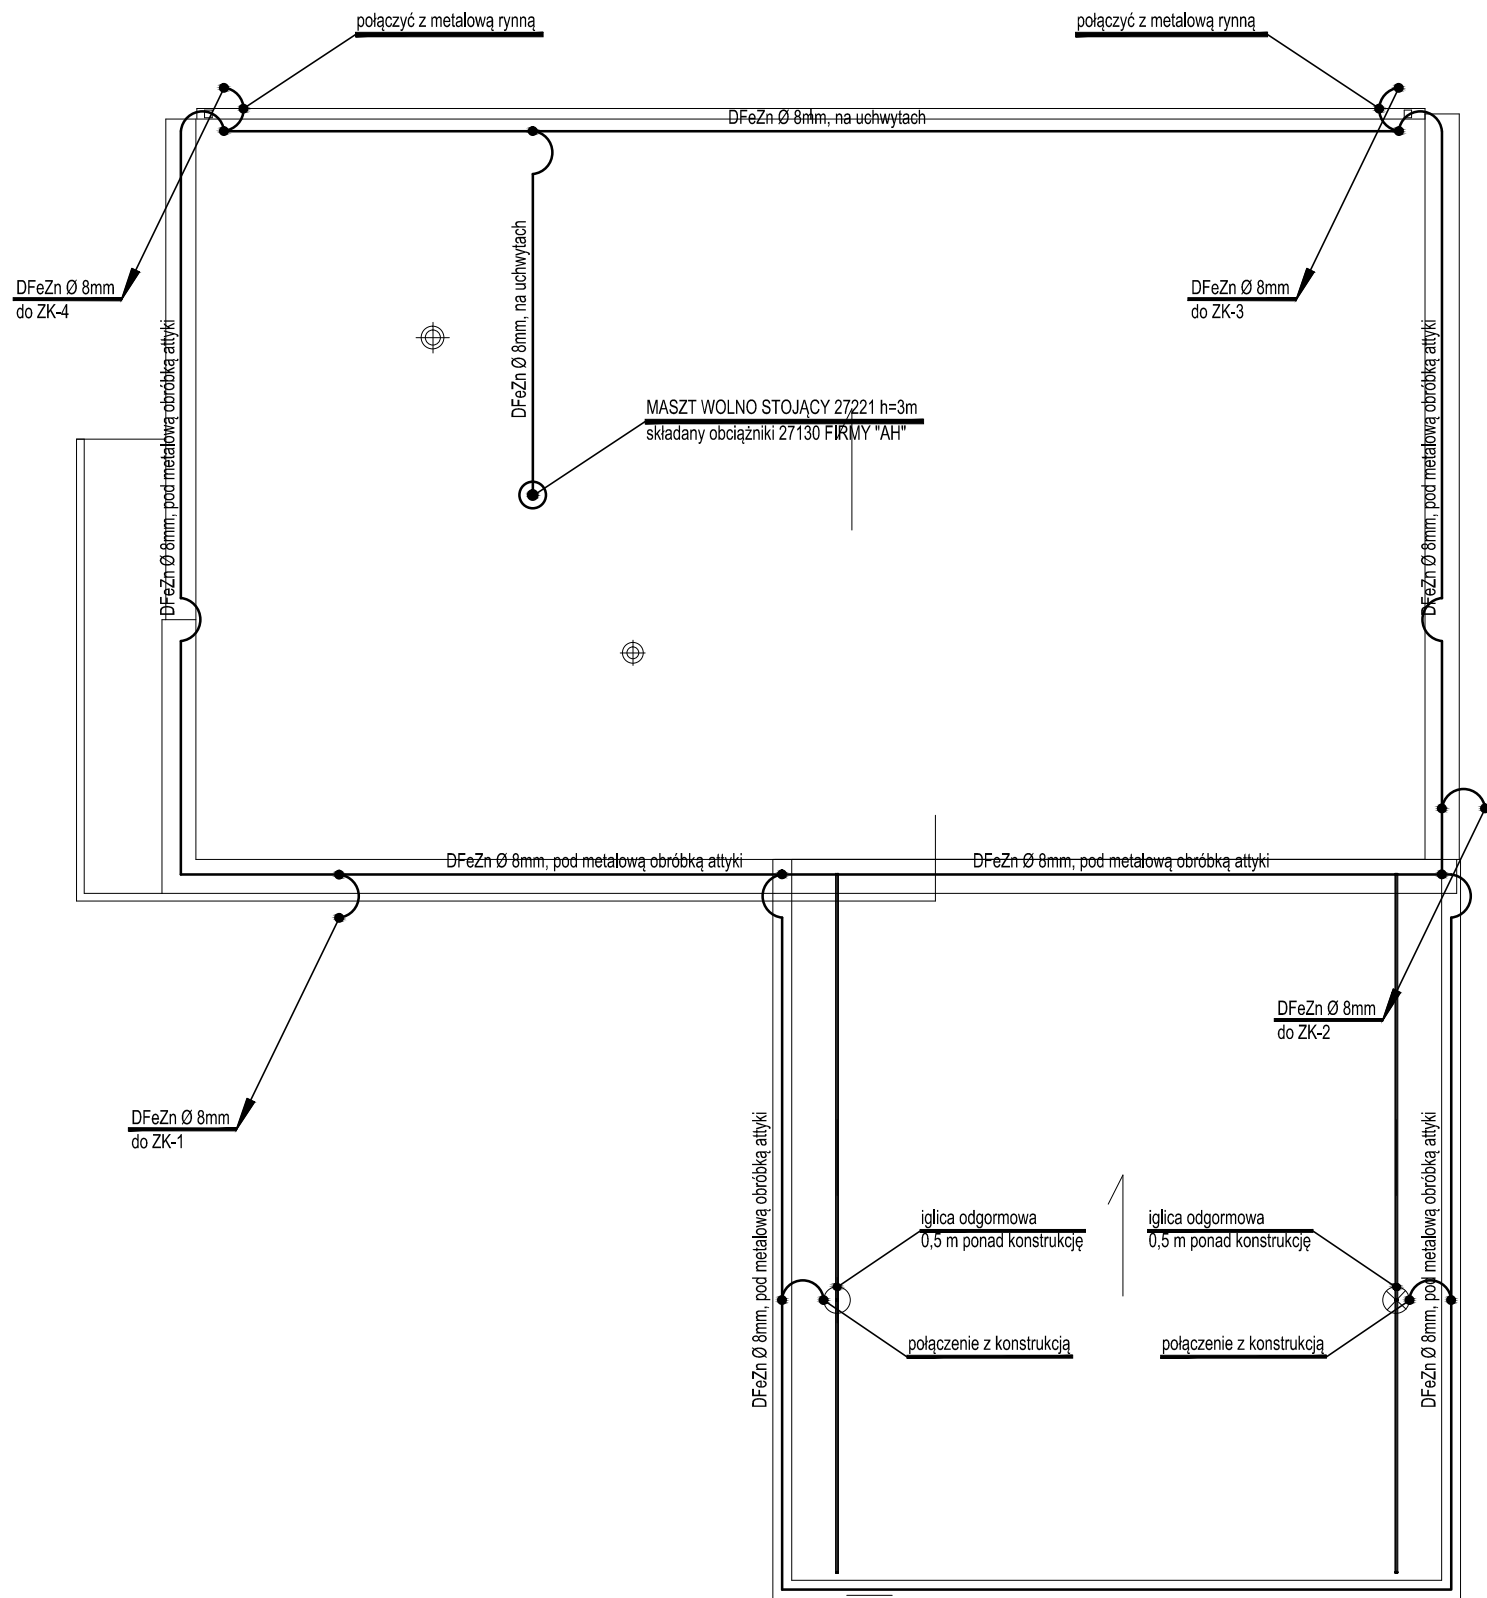 połączyć z metalową rynną
połączyć z metalową rynną
DFeZn Ø 8mm, na uchwytach
DFeZn Ø 8mm, na uchwytach
DFeZn Ø 8mm
do ZK-4
DFeZn Ø 8mm
do ZK-3
DFeZn Ø 8mm, pod metalową obróbką attyki
DFeZn Ø 8mm, pod metalową obróbką attyki
MASZT WOLNO STOJĄCY 27221 h=3m
składany obciążniki 27130 FIRMY "AH"
DFeZn Ø 8mm, pod metalową obróbką attyki
DFeZn Ø 8mm, pod metalową obróbką attyki
DFeZn Ø 8mm
do ZK-2
DFeZn Ø 8mm
do ZK-1
DFeZn Ø 8mm, pod metalową obróbką attyki
DFeZn Ø 8mm, pod metalową obróbką attyki
iglica odgormowa
0,5 m ponad konstrukcję
iglica odgormowa
0,5 m ponad konstrukcję
połączenie z konstrukcją
połączenie z konstrukcją